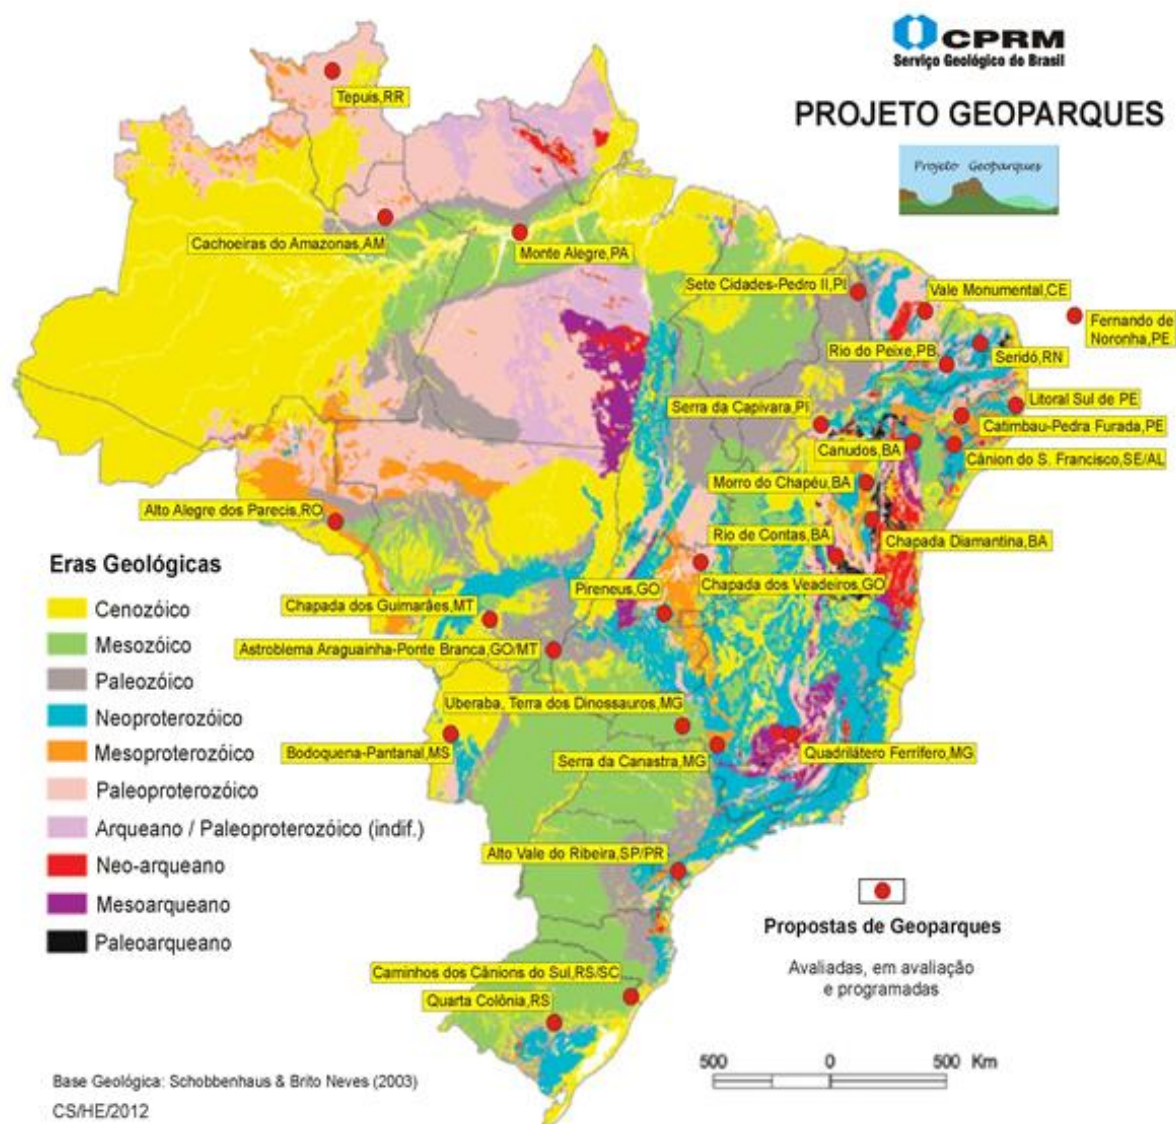 CPRM
Serviço Geológico do Brasil
PROJETO GEOPARQUES
Projeto Geoparques
Tepuis,RR
Cachoeiras do Amazonas,AM
Monte Alegre,PA
Sete Cidades-Pedro II,PI
Vale Monumental,CE
Fernando de
Noronha,PE
Rio do Peixe,PB
Seridó,RN
Litoral Sul de PE
Serra da Capivara,PI
Catimbau-Pedra Furada,PE
Canudos,BA
Cânion do S. Francisco,SE/AL
Morro do Chapéu,BA
Alto Alegre dos Parecis,RO
Rio de Contas,BA
Chapada Diamantina,BA
Pireneus,GO
Chapada dos Veadeiros,GO
Chapada dos Guimarães,MT
Astroblema Araguainha-Ponte Branca,GO/MT
Uberaba, Terra dos Dinossauros,MG
Bodoquena-Pantanal,MS
Serra da Canastra,MG
Quadrilátero Ferrífero,MG
Alto Vale do Ribeira,SP/PR
Caminhos dos Cânions do Sul,RS/SC
Quarta Colônia,RS
Eras Geológicas
Cenozóico
Mesozóico
Paleozóico
Neoproterozóico
Mesoproterozóico
Paleoproterozóico
Arqueano / Paleoproterozóico (indif.)
Neo-arqueano
Mesoarqueano
Paleoarqueano
Propostas de Geoparques
Avaliadas, em avaliação
e programadas
500 0 500 Km
Base Geológica: Schobbenhaus & Brito Neves (2003)
CS/HE/2012